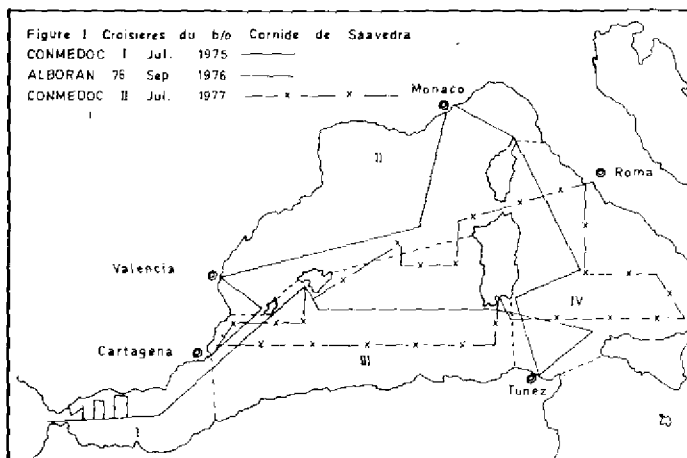 Figure 1 Croisieres du b/o Cornide de Saavedra
CONMEDOC I Jul. 1975
ALBORAN 76 Sep 1976
CONMEDOC II Jul. 1977
Monaco
II
Roma
Valencia
IV
Cartagena
III
Tunez
I